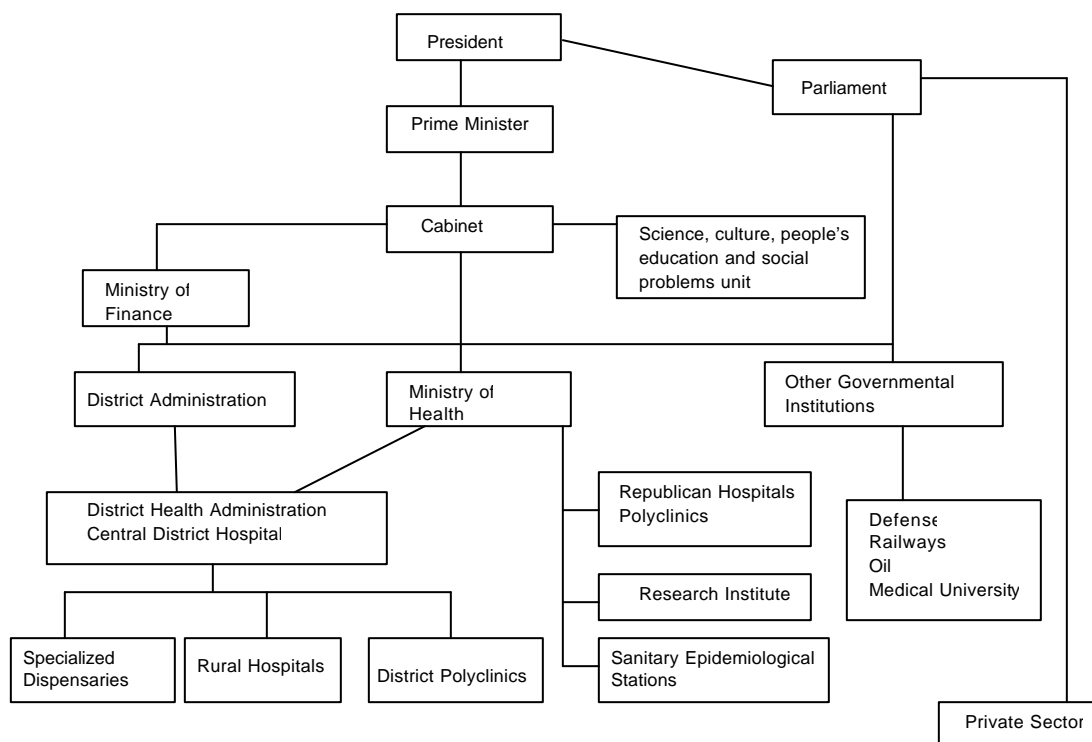 President
Parliament
Prime Minister
Cabinet
Science, culture, people's
education and social
problems unit
Ministry of
Finance
District Administration
Ministry of
Health
Other Governmental
Institutions
District Health Administration
Central District Hospital
Republican Hospitals
Polyclinics
Defense
Railways
Oil
Medical University
Research Institute
Specialized
Dispensaries
Rural Hospitals
District Polyclinics
Sanitary Epidemiological
Stations
Private Sector